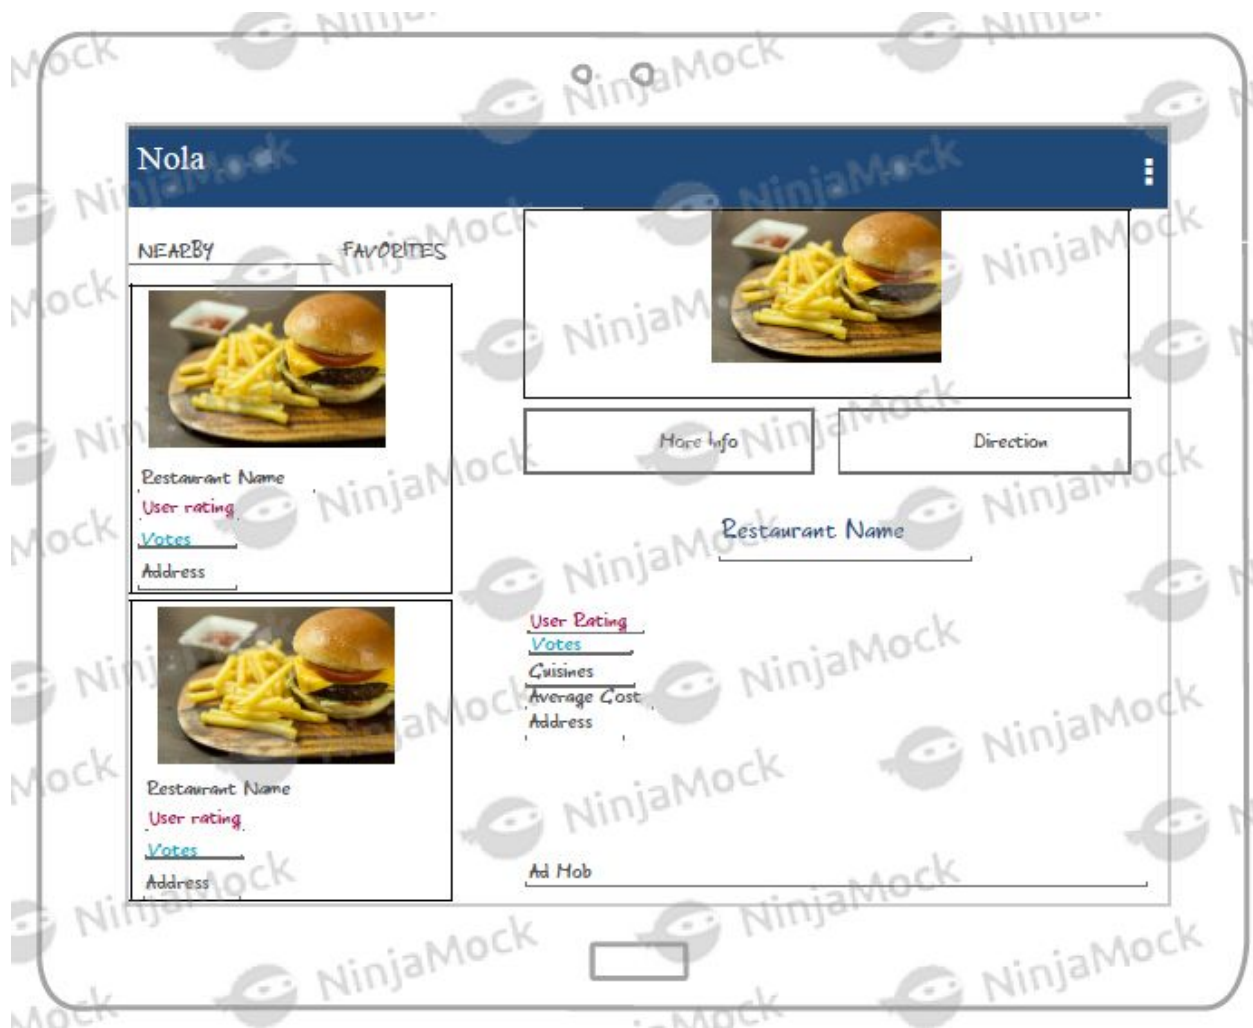 Nola
NEARBY FAVORITES
Restaurant Name
User rating
Votes
Address
Restaurant Name
User rating
Votes
Address
More Info
Direction
Restaurant Name
User Rating
Votes
Cuisines
Average Cost
Address
Ad Mob
NinjaMock